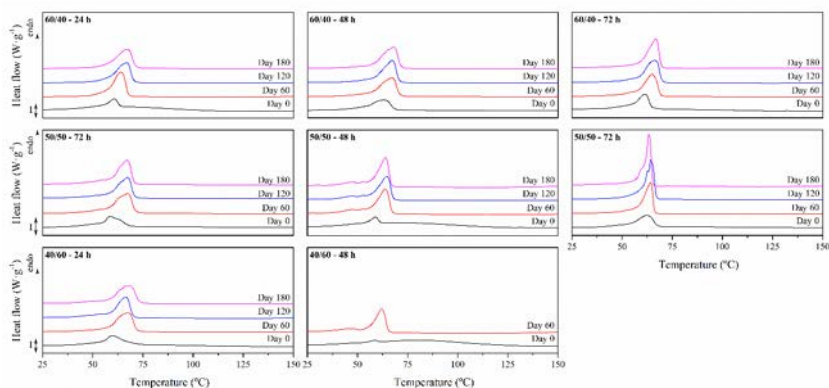 60/40 - 24 h
60/40 - 48 h
60/40 - 72 h
Heat flow (W·g⁻¹)
endo
Day 180
Day 120
Day 60
Day 0
Day 180
Day 120
Day 60
Day 0
Day 180
Day 120
Day 60
Day 0
1
50/50 - 72 h
50/50 - 48 h
50/50 - 72 h
Heat flow (W·g⁻¹)
endo
Day 180
Day 120
Day 60
Day 0
Day 180
Day 120
Day 60
Day 0
Day 180
Day 120
Day 60
Day 0
1
25 50 75 100 125 150
Temperature (ºC)
40/60 - 24 h
40/60 - 48 h
Heat flow (W·g⁻¹)
endo
Day 180
Day 120
Day 60
Day 0
Day 60
Day 0
1
25 50 75 100 125 150
25 50 75 100 125 150
Temperature (ºC)
Temperature (ºC)